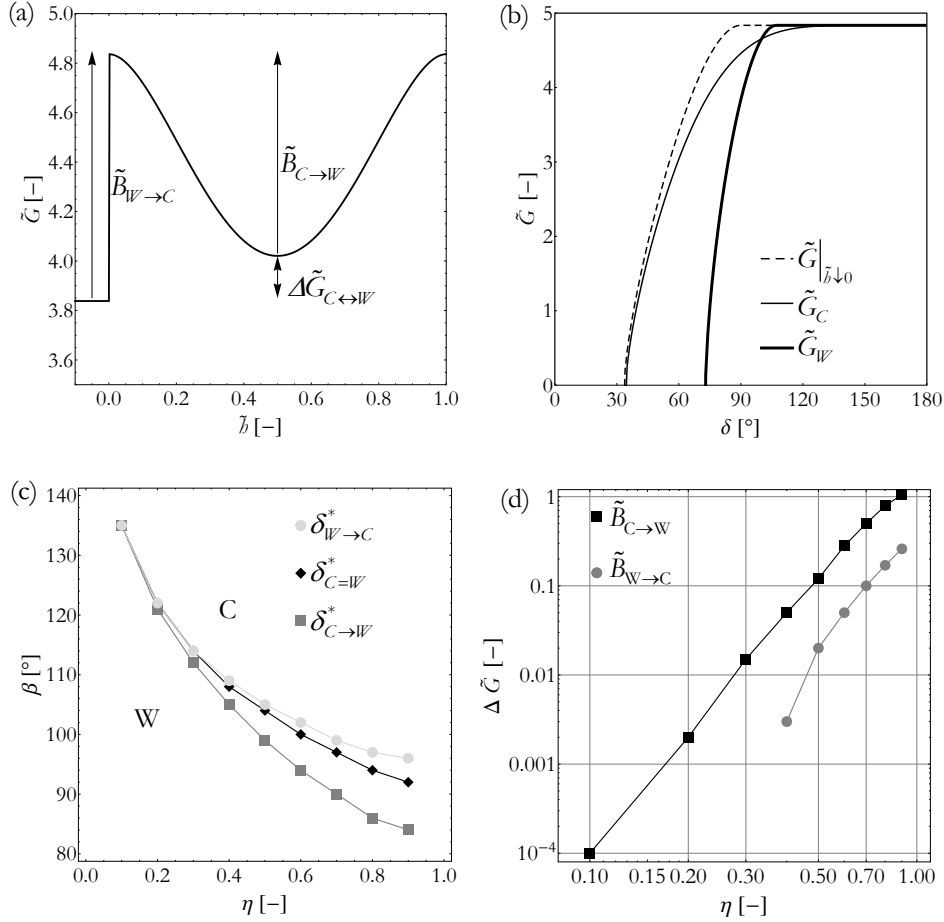 (a)
5.0
4.8
4.6
4.4
4.2
4.0
3.8
3.6
G̃ [–]
B̃W→C
B̃C→W
ΔG̃C↔W
0.0 0.2 0.4 0.6 0.8 1.0
h̃ [–]
(b)
5
4
3
2
1
0
G̃ [–]
G̃|h̃↓0
G̃C
G̃W
0 30 60 90 120 150 180
δ [°]
(c)
140
130
120
110
100
90
80
β [°]
C
W
δ*W→C
δ*C=W
δ*C→W
0.0 0.2 0.4 0.6 0.8 1.0
η [–]
(d)
1
0.1
0.01
0.001
10⁻⁴
Δ G̃ [–]
B̃C→W
B̃W→C
0.10 0.20 0.30 0.50 0.70 1.00
η [–]